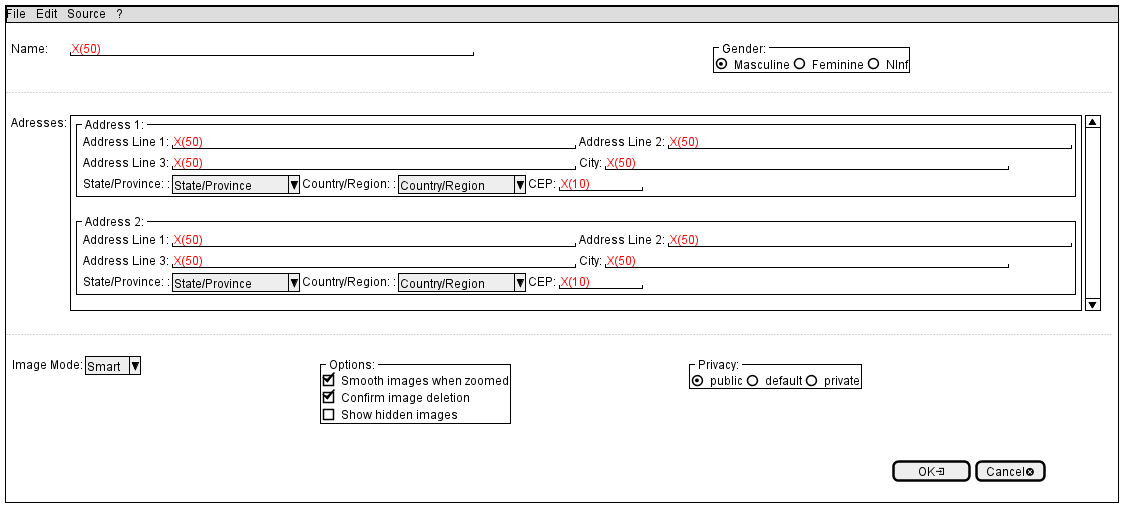 File Edit Source ?
Name: X(50)
Gender:
Masculine Feminine NInf
Adresses:
Address 1:
Address Line 1: X(50) Address Line 2: X(50)
Address Line 3: X(50) City: X(50)
State/Province: : State/Province Country/Region: : Country/Region CEP: X(10)
Address 2:
Address Line 1: X(50) Address Line 2: X(50)
Address Line 3: X(50) City: X(50)
State/Province: : State/Province Country/Region: : Country/Region CEP: X(10)
Image Mode: Smart
Options:
Smooth images when zoomed
Confirm image deletion
Show hidden images
Privacy:
public default private
OK Cancel